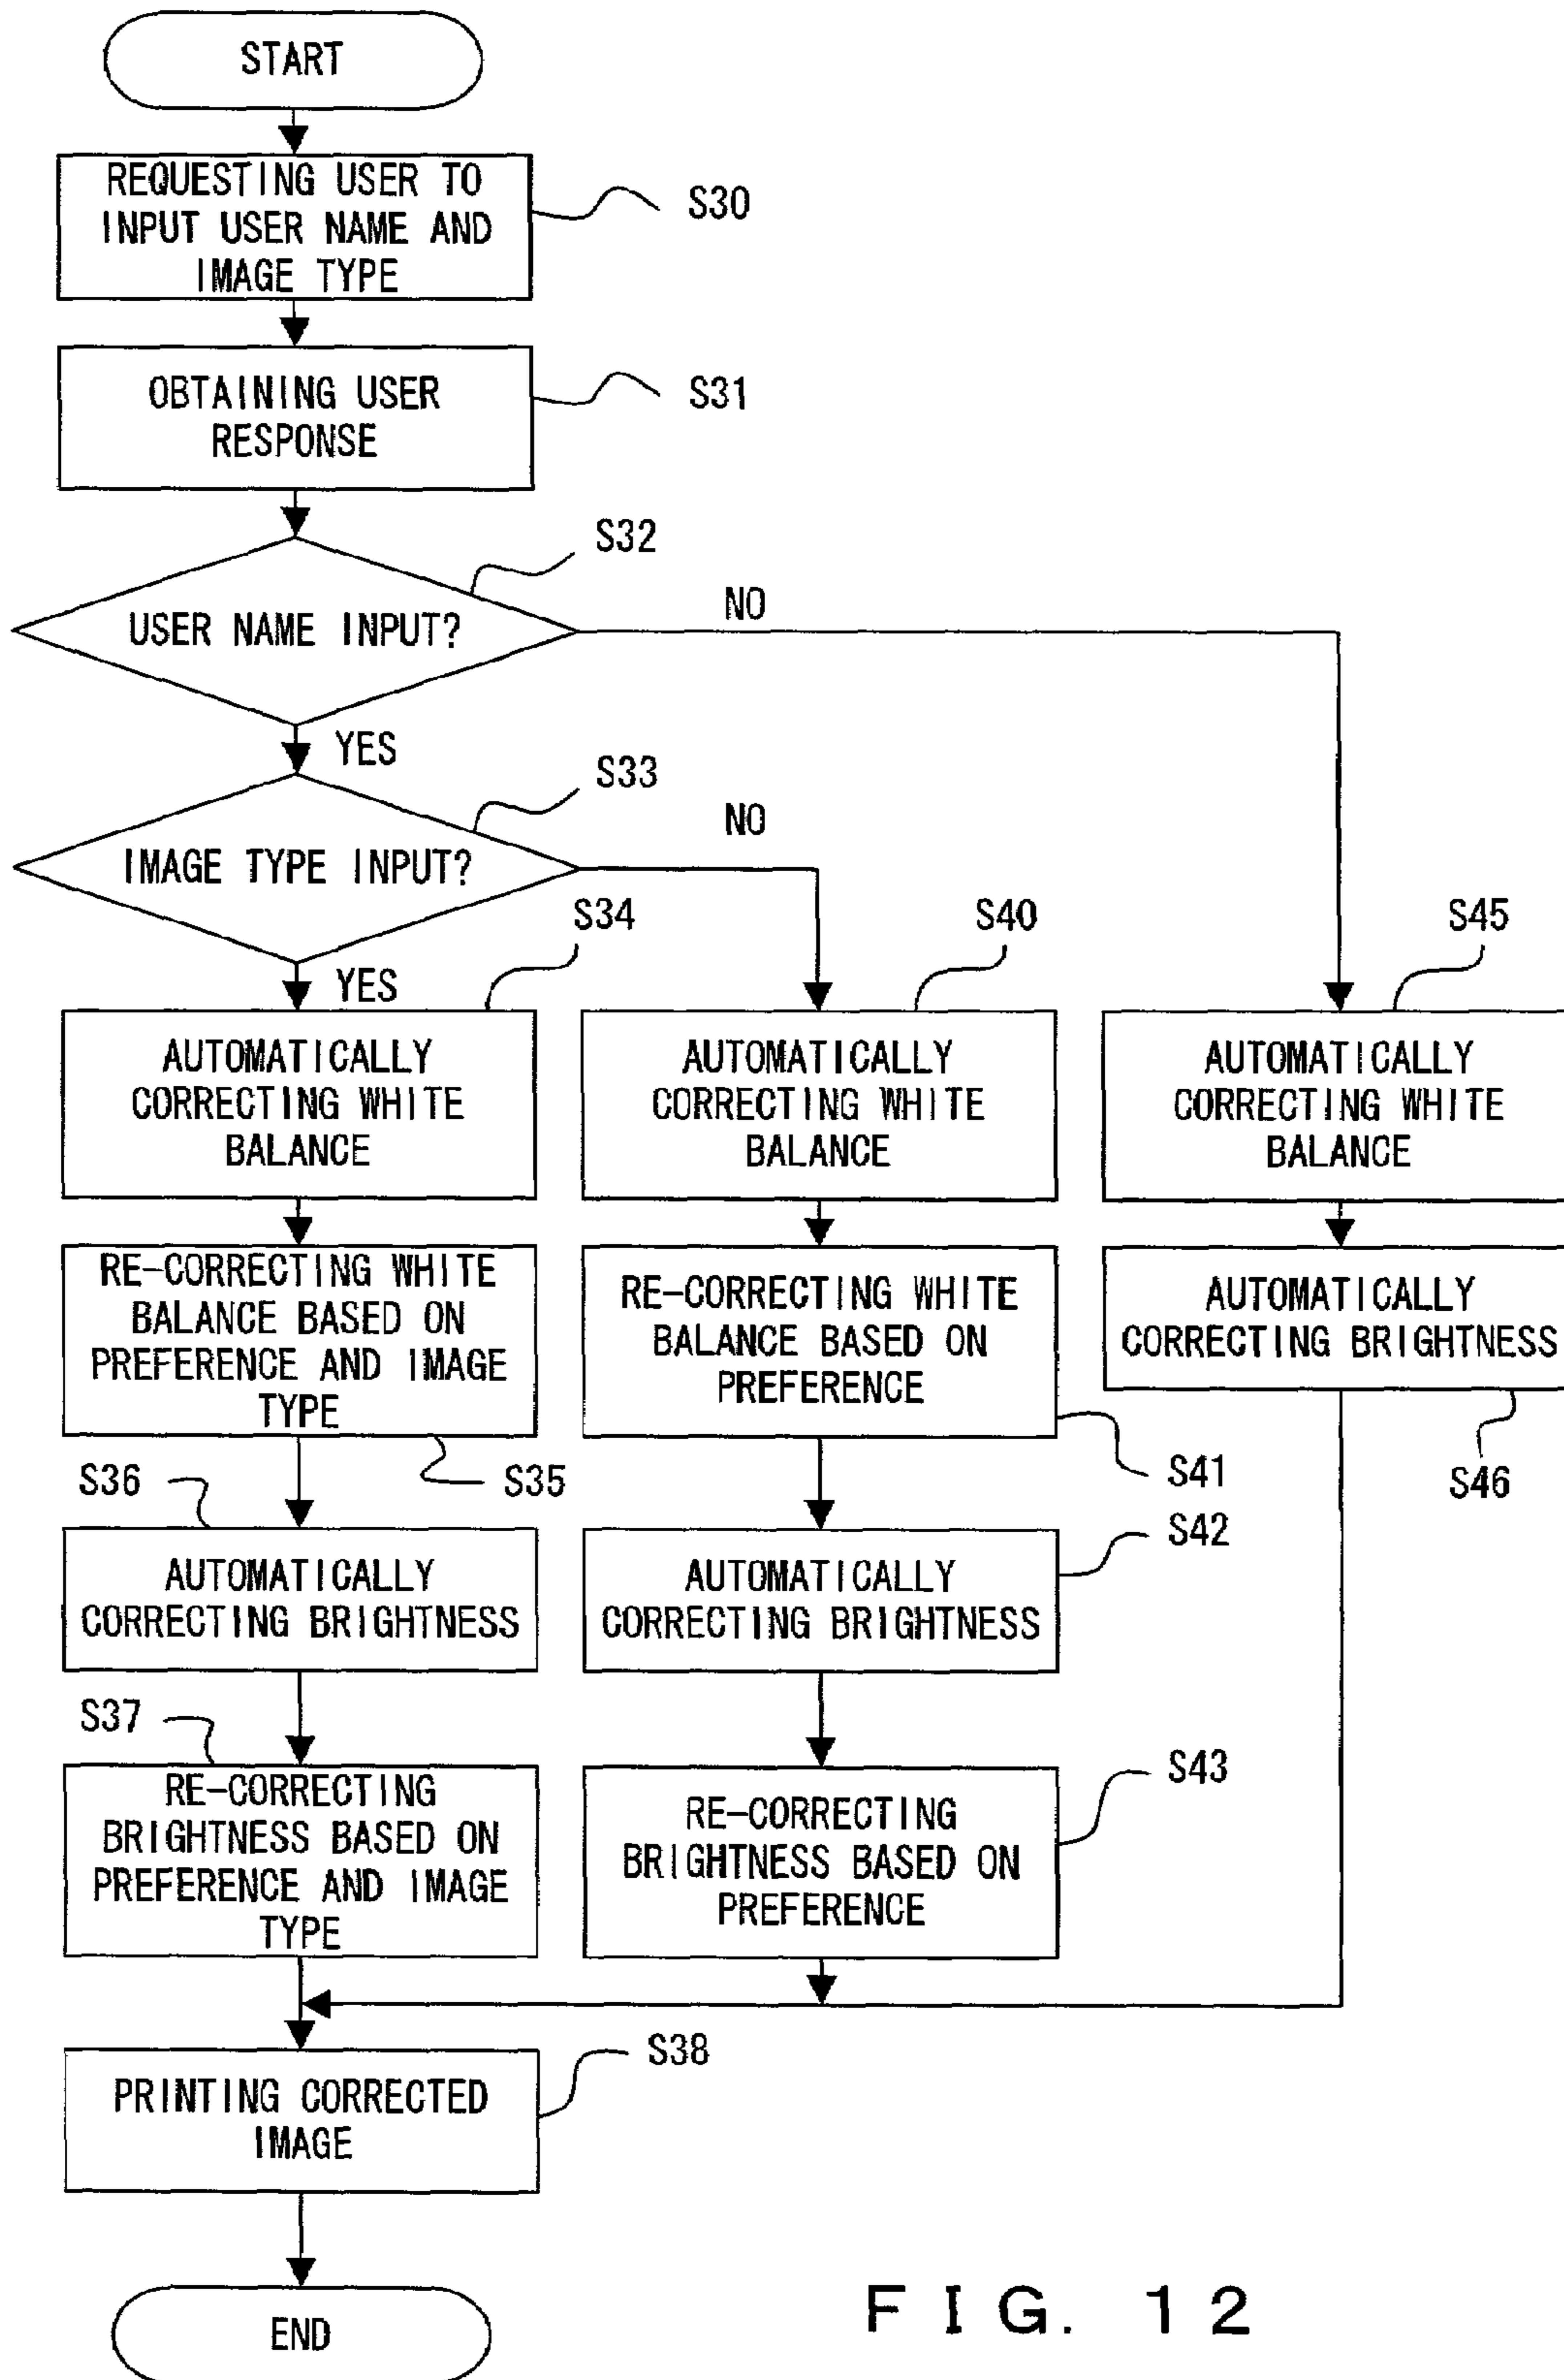 START
REQUESTING USER TO
INPUT USER NAME AND
IMAGE TYPE
S30
OBTAINING USER
RESPONSE
S31
S32
USER NAME INPUT?
NO
YES
S33
IMAGE TYPE INPUT?
NO
YES
S34
AUTOMATICALLY
CORRECTING WHITE
BALANCE
S40
AUTOMATICALLY
CORRECTING WHITE
BALANCE
S45
AUTOMATICALLY
CORRECTING WHITE
BALANCE
RE-CORRECTING WHITE
BALANCE BASED ON
PREFERENCE AND IMAGE
TYPE
S35
RE-CORRECTING WHITE
BALANCE BASED ON
PREFERENCE
S41
AUTOMATICALLY
CORRECTING BRIGHTNESS
S46
S36
AUTOMATICALLY
CORRECTING BRIGHTNESS
S42
AUTOMATICALLY
CORRECTING BRIGHTNESS
S37
RE-CORRECTING
BRIGHTNESS BASED ON
PREFERENCE AND IMAGE
TYPE
S43
RE-CORRECTING
BRIGHTNESS BASED ON
PREFERENCE
S38
PRINTING CORRECTED
IMAGE
END
FIG. 12